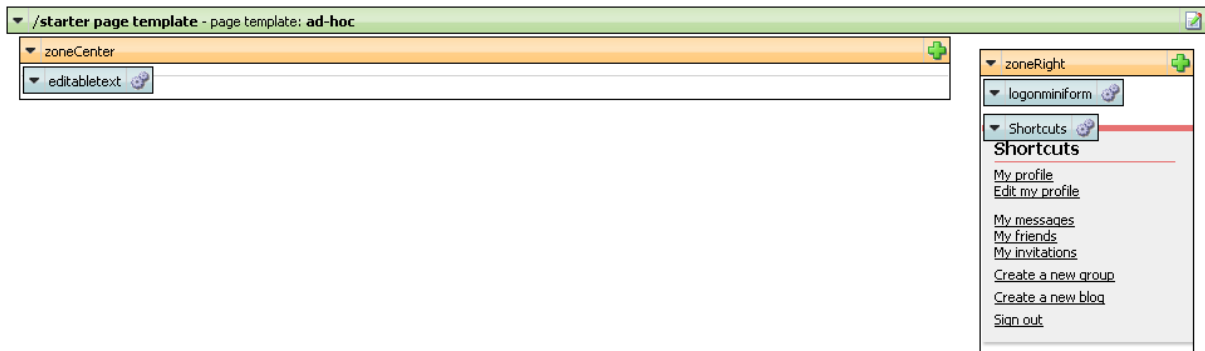 /starter page template - page template: ad-hoc
zoneCenter
editabletext
zoneRight
logonminiform
Shortcuts
Shortcuts
My profile
Edit my profile
My messages
My friends
My invitations
Create a new group
Create a new blog
Sign out